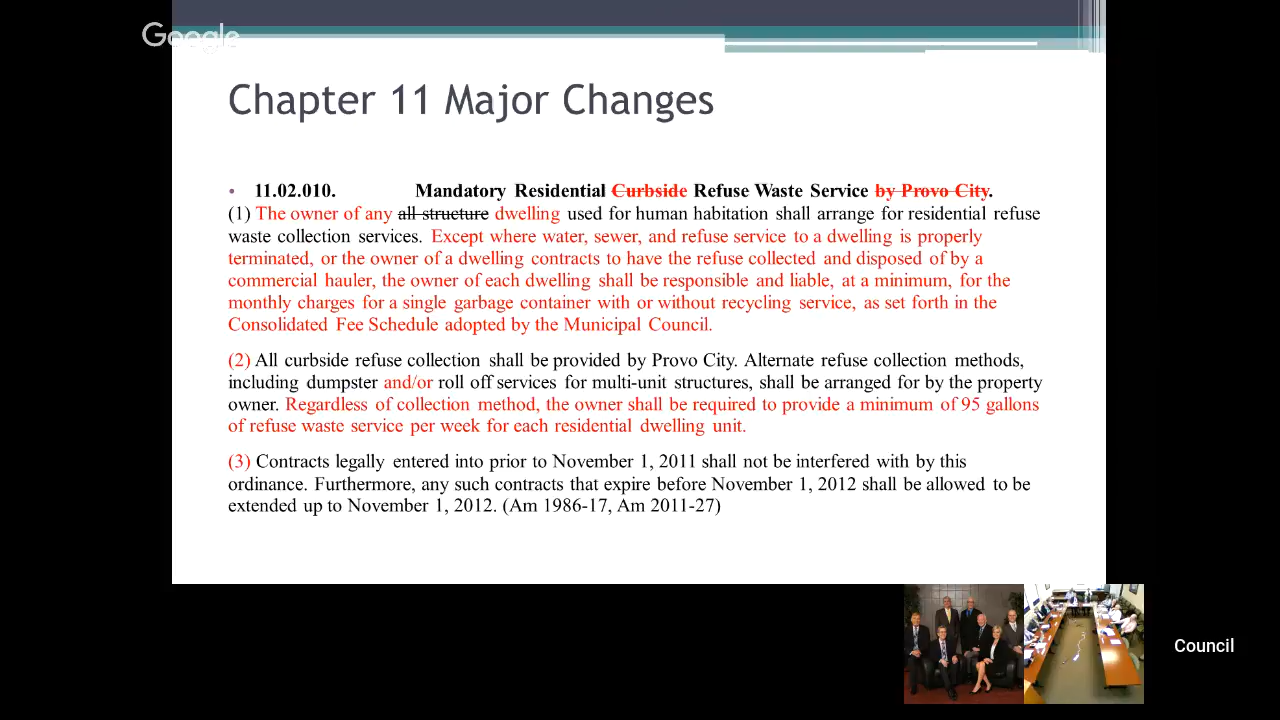 Google
Chapter 11 Major Changes
• 11.02.010. Mandatory Residential Curbside Refuse Waste Service by Provo City.
(1) The owner of any all structure dwelling used for human habitation shall arrange for residential refuse
waste collection services. Except where water, sewer, and refuse service to a dwelling is properly
terminated, or the owner of a dwelling contracts to have the refuse collected and disposed of by a
commercial hauler, the owner of each dwelling shall be responsible and liable, at a minimum, for the
monthly charges for a single garbage container with or without recycling service, as set forth in the
Consolidated Fee Schedule adopted by the Municipal Council.
(2) All curbside refuse collection shall be provided by Provo City. Alternate refuse collection methods,
including dumpster and/or roll off services for multi-unit structures, shall be arranged for by the property
owner. Regardless of collection method, the owner shall be required to provide a minimum of 95 gallons
of refuse waste service per week for each residential dwelling unit.
(3) Contracts legally entered into prior to November 1, 2011 shall not be interfered with by this
ordinance. Furthermore, any such contracts that expire before November 1, 2012 shall be allowed to be
extended up to November 1, 2012. (Am 1986-17, Am 2011-27)
Council